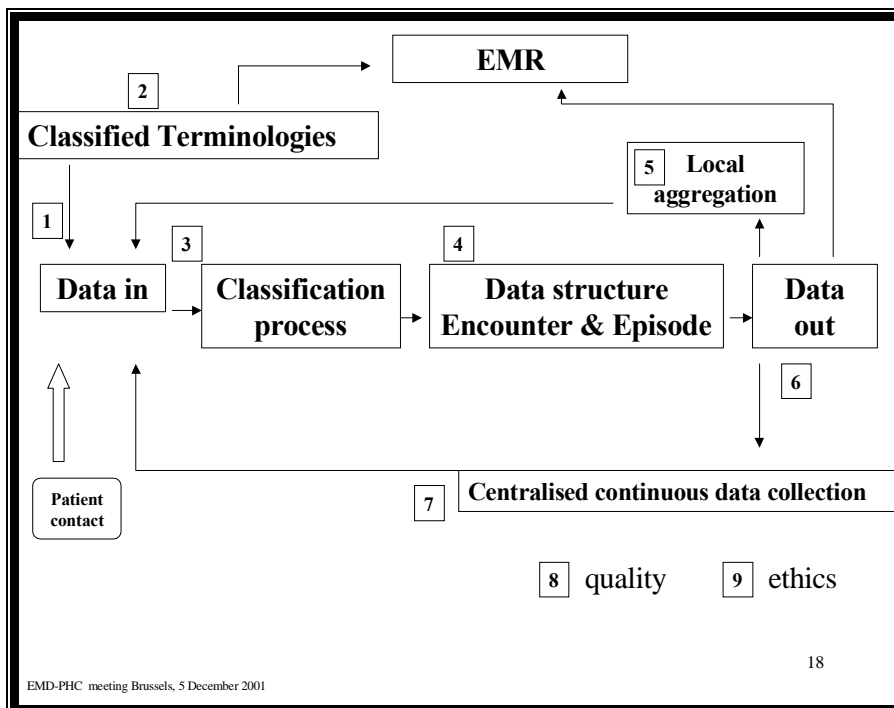 EMR
2
Classified Terminologies
5 Local
aggregation
1
3
4
Data in
Classification
process
Data structure
Encounter & Episode
Data
out
6
Patient
contact
7
Centralised continuous data collection
8 quality
9 ethics
18
EMD-PHC meeting Brussels, 5 December 2001